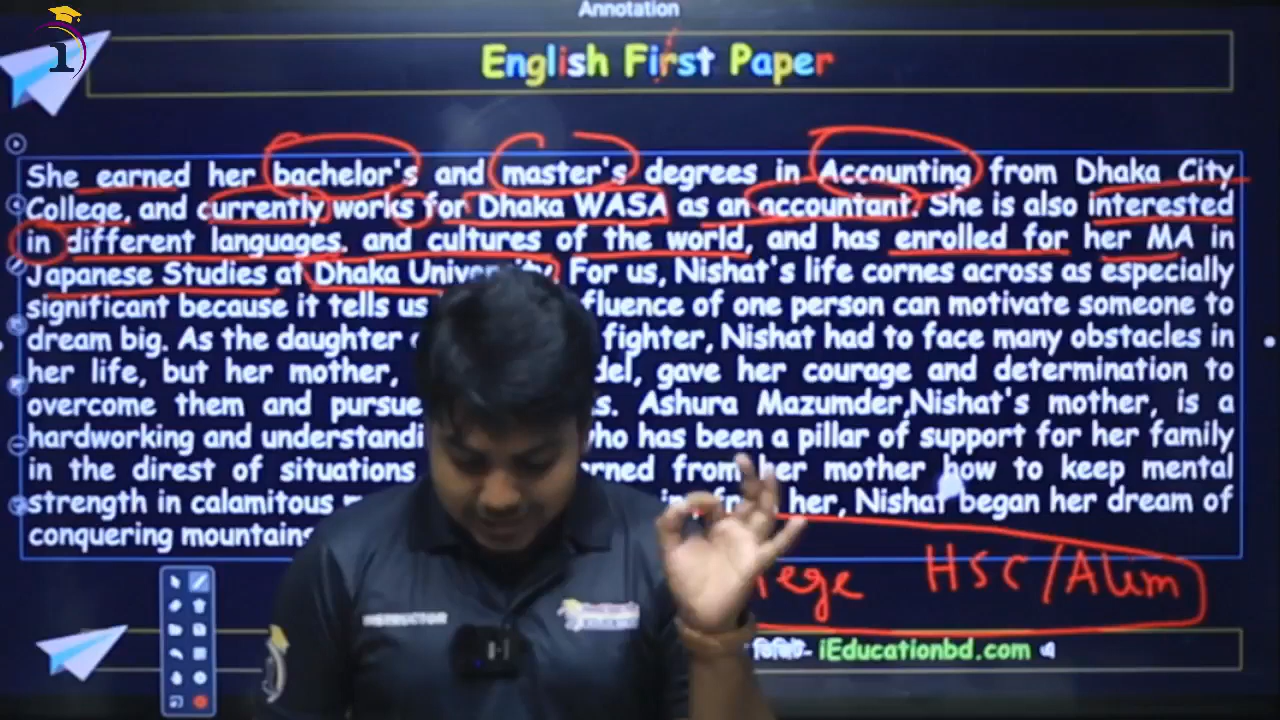 Annotation
i
English First Paper
She earned her bachelor's and master's degrees in Accounting from Dhaka City
College, and currently works for Dhaka WASA as an accountant. She is also interested
in different languages. and cultures of the world, and has enrolled for her MA in
Japanese Studies at Dhaka University. For us, Nishat's life cornes across as especially
significant because it tells us fluence of one person can motivate someone to
dream big. As the daughter fighter, Nishat had to face many obstacles in
her life, but her mother, del, gave her courage and determination to
overcome them and pursue s. Ashura Mazumder,Nishat's mother, is a
hardworking and understandi who has been a pillar of support for her family
in the direst of situations rned from her mother how to keep mental
strength in calamitous her, Nishat began her dream of
conquering mountains
lege HSC/Alim
INSTRUCTOR
ভিজিট- iEducationbd.com এ